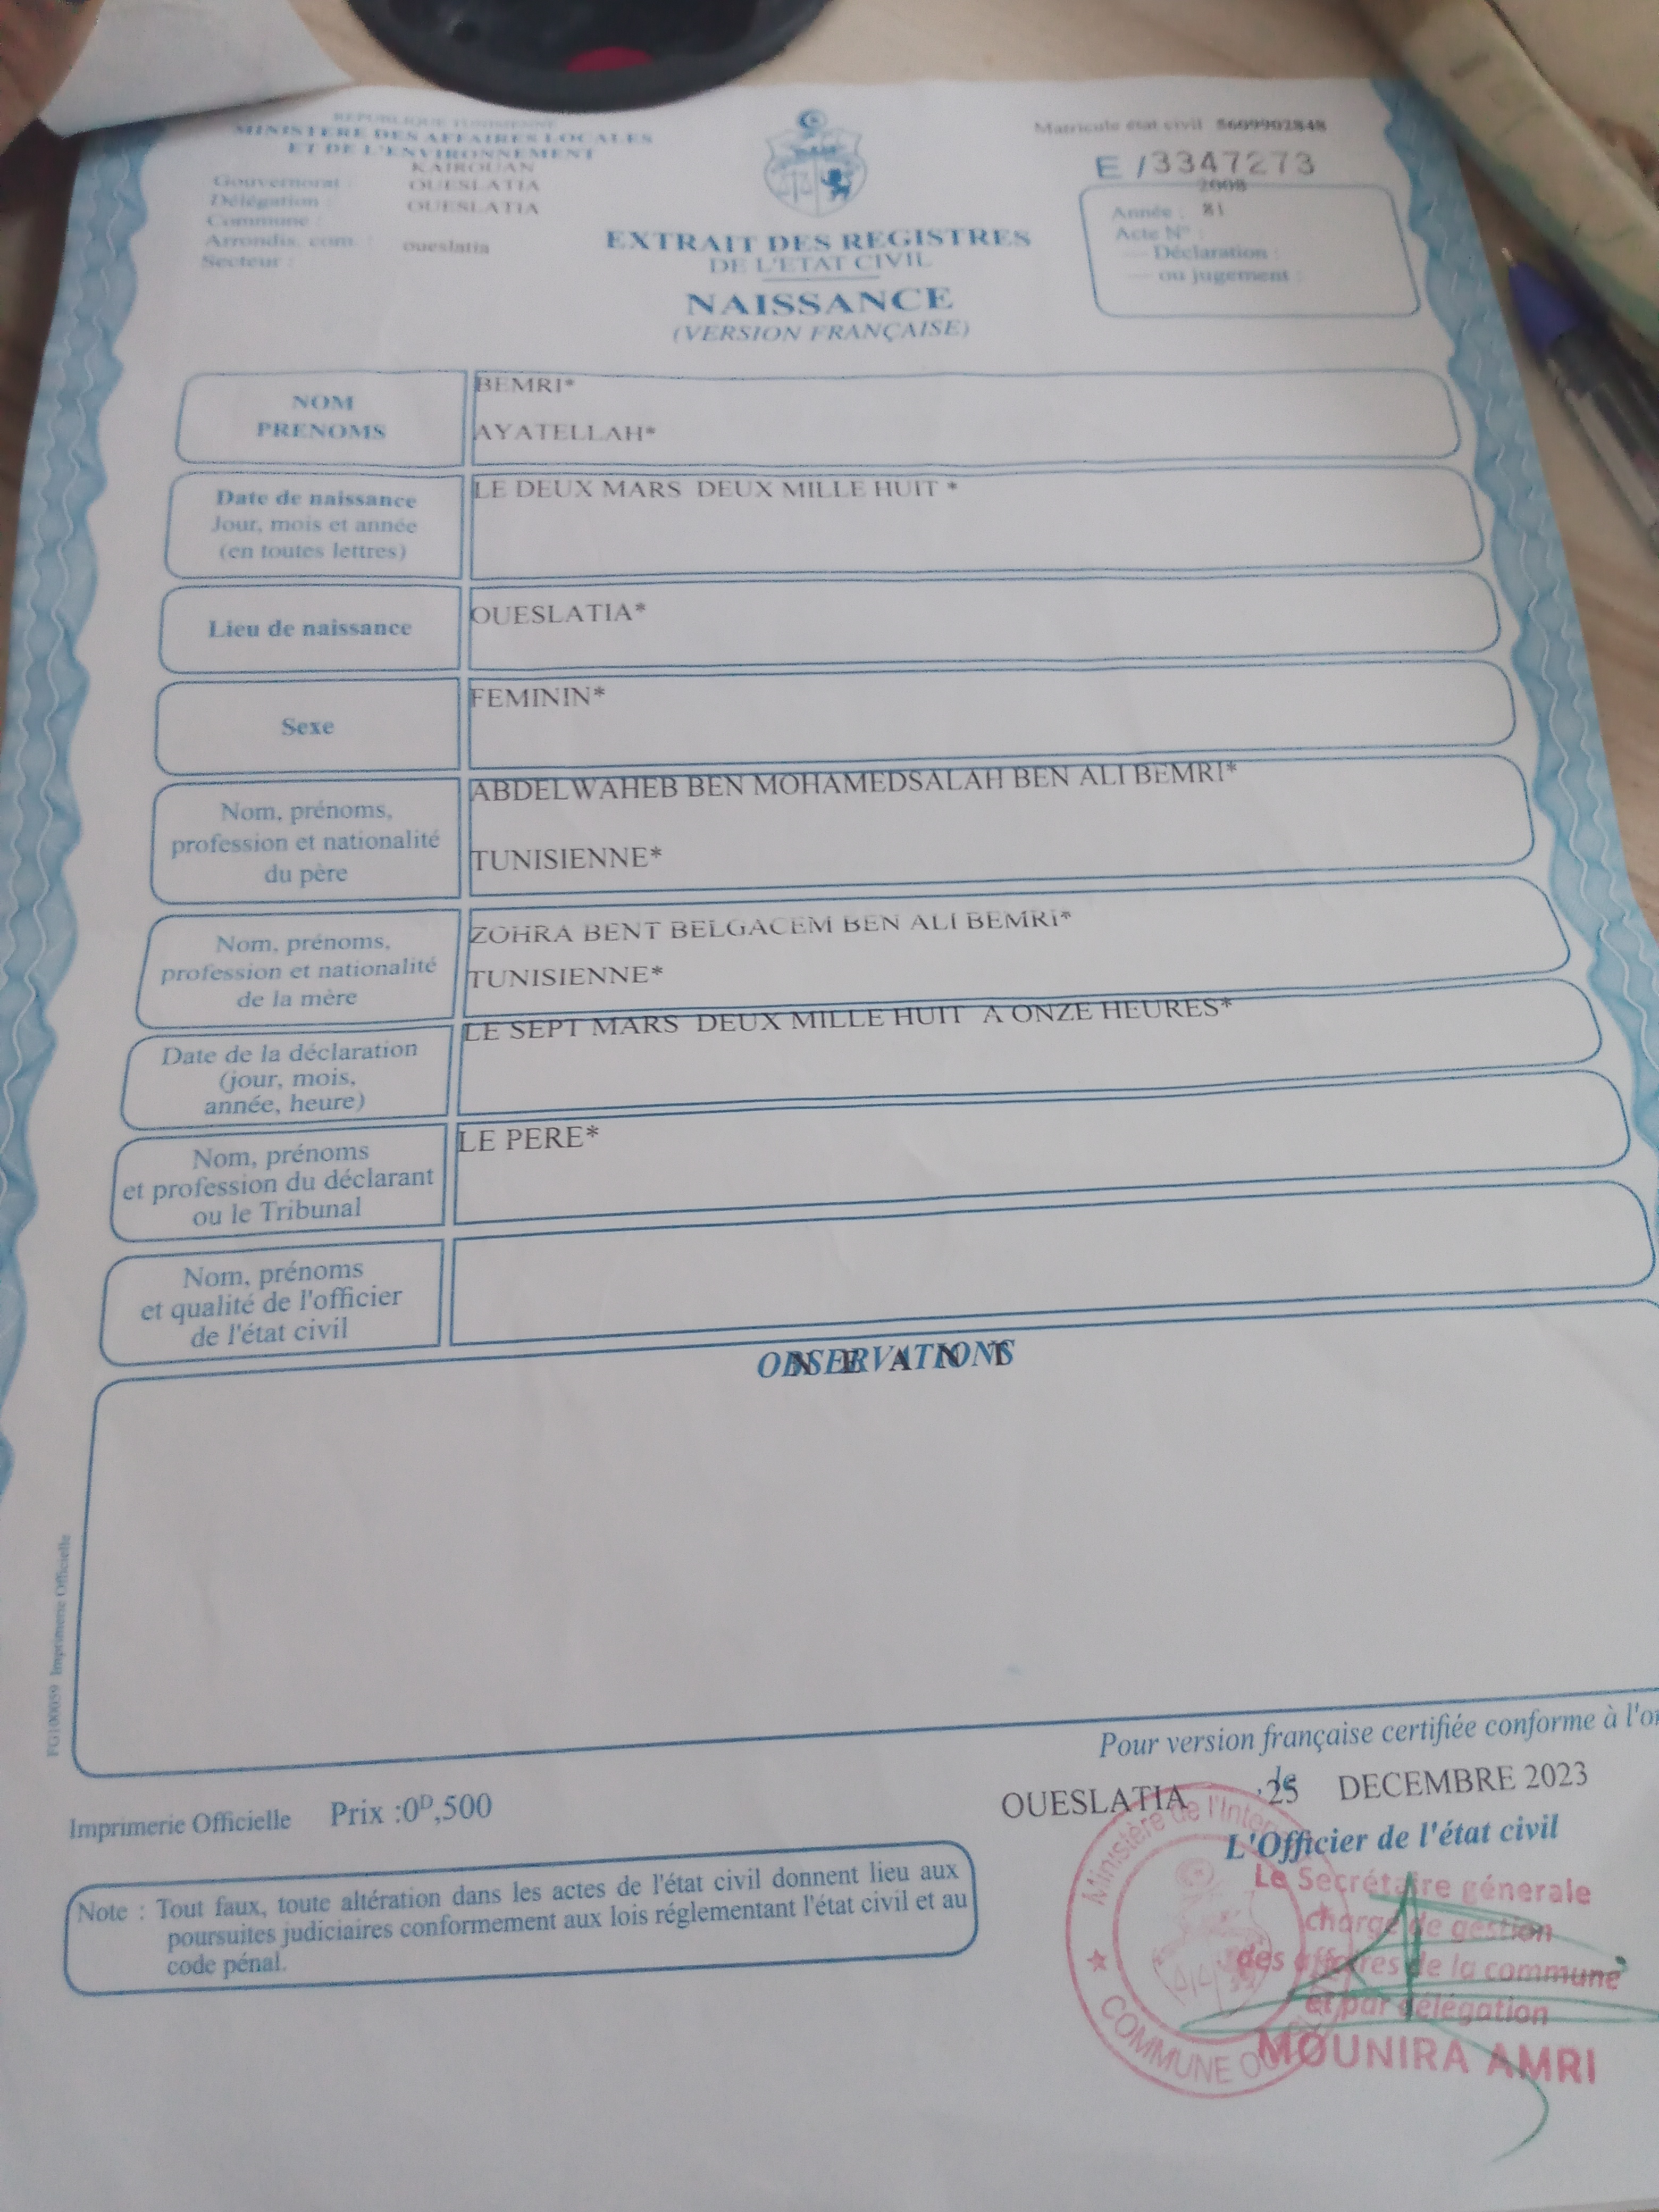 REPUBLIQUE TUNISIENNE
MINISTERE DES AFFAIRES LOCALES
ET DE L'ENVIRONNEMENT
KAIROUAN
Gouvernorat :
OUESLATIA
Délégation :
OUESLATIA
Commune :
Arrondis. com. :
oueslatia
Secteur :
Matricule état civil 5609902848
E /3347273
2008
Année : 81
Acte N° :
Déclaration :
ou jugement :
EXTRAIT DES REGISTRES
DE L'ETAT CIVIL
NAISSANCE
(VERSION FRANÇAISE)
NOM
PRENOMS
BEMRI*
AYATELLAH*
Date de naissance
Jour, mois et année
(en toutes lettres)
LE DEUX MARS DEUX MILLE HUIT *
Lieu de naissance
OUESLATIA*
Sexe
FEMININ*
Nom, prénoms,
profession et nationalité
du père
ABDELWAHEB BEN MOHAMEDSALAH BEN ALI BEMRI*
TUNISIENNE*
Nom, prénoms,
profession et nationalité
de la mère
ZOHRA BENT BELGACEM BEN ALI BEMRI*
TUNISIENNE*
Date de la déclaration
(jour, mois,
année, heure)
LE SEPT MARS DEUX MILLE HUIT A ONZE HEURES*
Nom, prénoms
et profession du déclarant
ou le Tribunal
LE PERE*
Nom, prénoms
et qualité de l'officier
de l'état civil
OBSERVATIONS
N E A N T
FG100059 Imprimerie Officielle
Pour version française certifiée conforme à
OUESLATIA le 25 DECEMBRE 2023
L'Officier de l'état civil
Imprimerie Officielle Prix :0D,500
Note : Tout faux, toute altération dans les actes de l'état civil donnent lieu aux
poursuites judiciaires conformement aux lois réglementant l'état civil et au
code pénal.
Le Secrétaire génerale
chargé de gestion
des affaires de la commune
et par délégation
MOUNIRA AMRI
Ministère de
COMMUNE